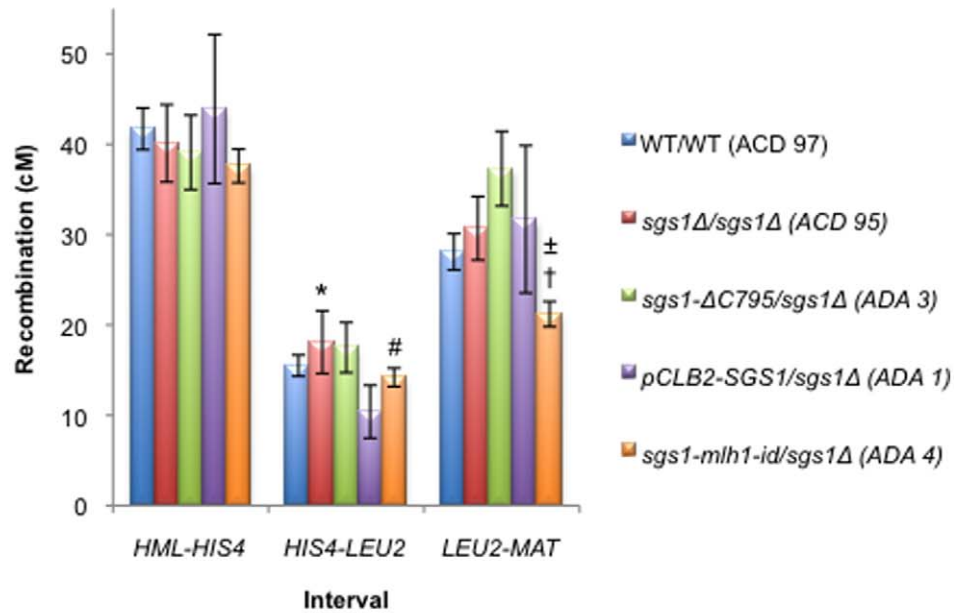 Recombination (cM)
50
40
30
20
10
0
*
#
±
†
HML-HIS4 HIS4-LEU2 LEU2-MAT
Interval
WT/WT (ACD 97)
sgs1Δ/sgs1Δ (ACD 95)
sgs1-ΔC795/sgs1Δ (ADA 3)
pCLB2-SGS1/sgs1Δ (ADA 1)
sgs1-mlh1-id/sgs1Δ (ADA 4)